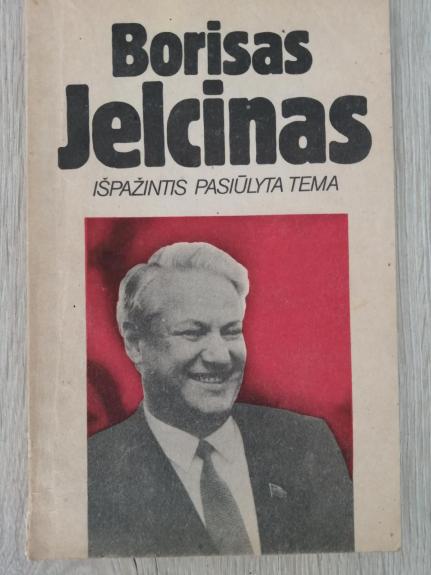 Borisas
Jelcinas
IŠPAŽINTIS PASIŪLYTA TEMA